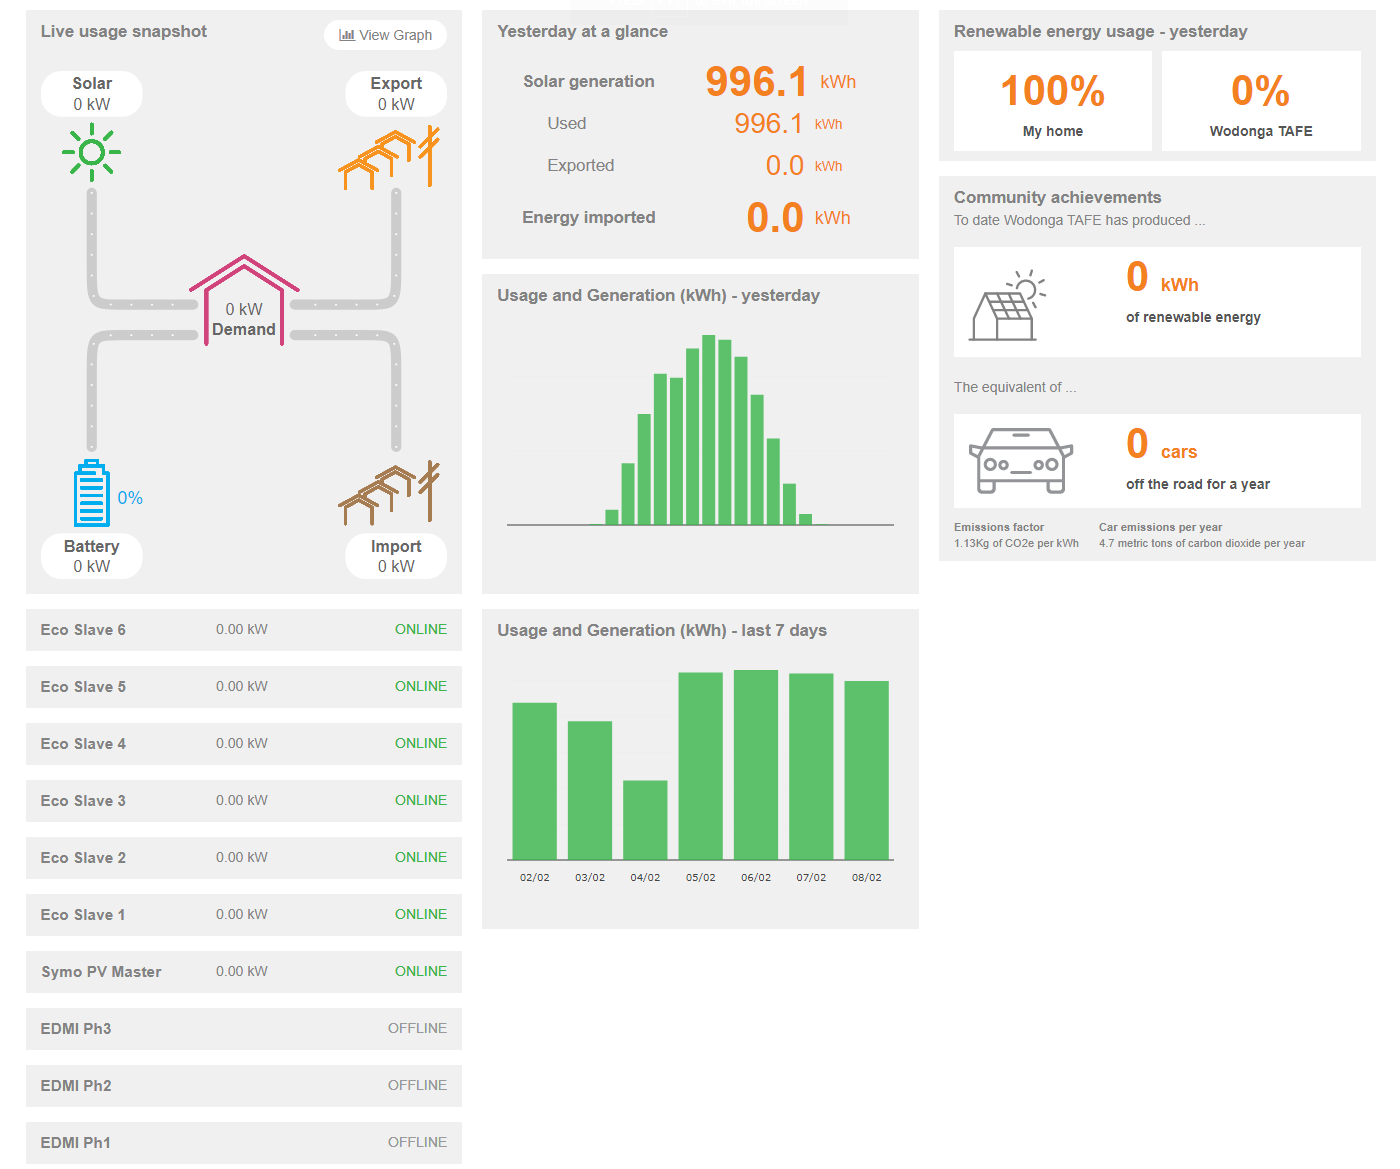 Live usage snapshot
View Graph
Solar
0 kW
Export
0 kW
0 kW
Demand
0%
Battery
0 kW
Import
0 kW
Eco Slave 6 0.00 kW ONLINE
Eco Slave 5 0.00 kW ONLINE
Eco Slave 4 0.00 kW ONLINE
Eco Slave 3 0.00 kW ONLINE
Eco Slave 2 0.00 kW ONLINE
Eco Slave 1 0.00 kW ONLINE
Symo PV Master 0.00 kW ONLINE
EDMI Ph3 OFFLINE
EDMI Ph2 OFFLINE
EDMI Ph1 OFFLINE
Yesterday at a glance
Solar generation 996.1 kWh
Used 996.1 kWh
Exported 0.0 kWh
Energy imported 0.0 kWh
Usage and Generation (kWh) - yesterday
Usage and Generation (kWh) - last 7 days
02/02 03/02 04/02 05/02 06/02 07/02 08/02
Renewable energy usage - yesterday
100%
My home
0%
Wodonga TAFE
Community achievements
To date Wodonga TAFE has produced ...
0 kWh
of renewable energy
The equivalent of ...
0 cars
off the road for a year
Emissions factor
1.13Kg of CO2e per kWh
Car emissions per year
4.7 metric tons of carbon dioxide per year